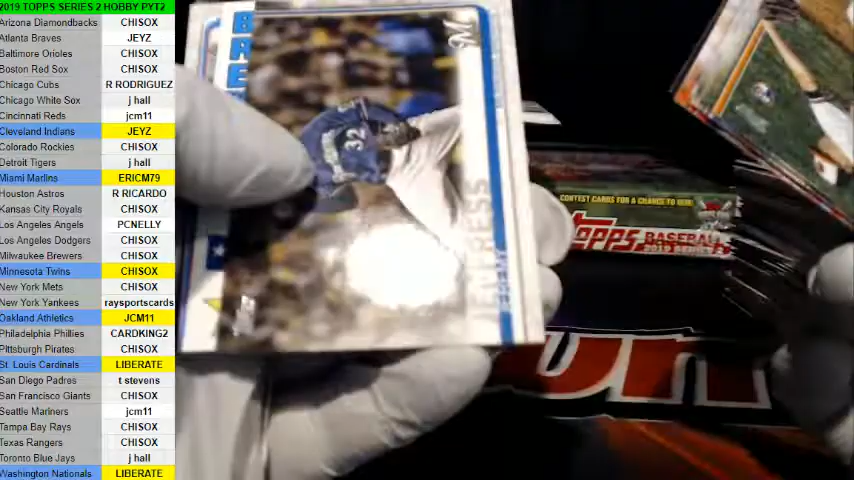 2019 TOPPS SERIES 2 HOBBY PYT2
Arizona Diamondbacks CHISOX
Atlanta Braves JEYZ
Baltimore Orioles CHISOX
Boston Red Sox CHISOX
Chicago Cubs R RODRIGUEZ
Chicago White Sox j hall
Cincinnati Reds jcm11
Cleveland Indians JEYZ
Colorado Rockies CHISOX
Detroit Tigers j hall
Miami Marlins ERICM79
Houston Astros R RICARDO
Kansas City Royals CHISOX
Los Angeles Angels PCNELLY
Los Angeles Dodgers CHISOX
Milwaukee Brewers CHISOX
Minnesota Twins CHISOX
New York Mets CHISOX
New York Yankees raysportscards
Oakland Athletics JCM11
Philadelphia Phillies CARDKING2
Pittsburgh Pirates CHISOX
St. Louis Cardinals LIBERATE
San Diego Padres t stevens
San Francisco Giants CHISOX
Seattle Mariners jcm11
Tampa Bay Rays CHISOX
Texas Rangers CHISOX
Toronto Blue Jays j hall
Washington Nationals LIBERATE
BRE
32
JEREMY
CONTEST CARDS FOR A CHANCE TO WIN!
TOPPS BASEBALL